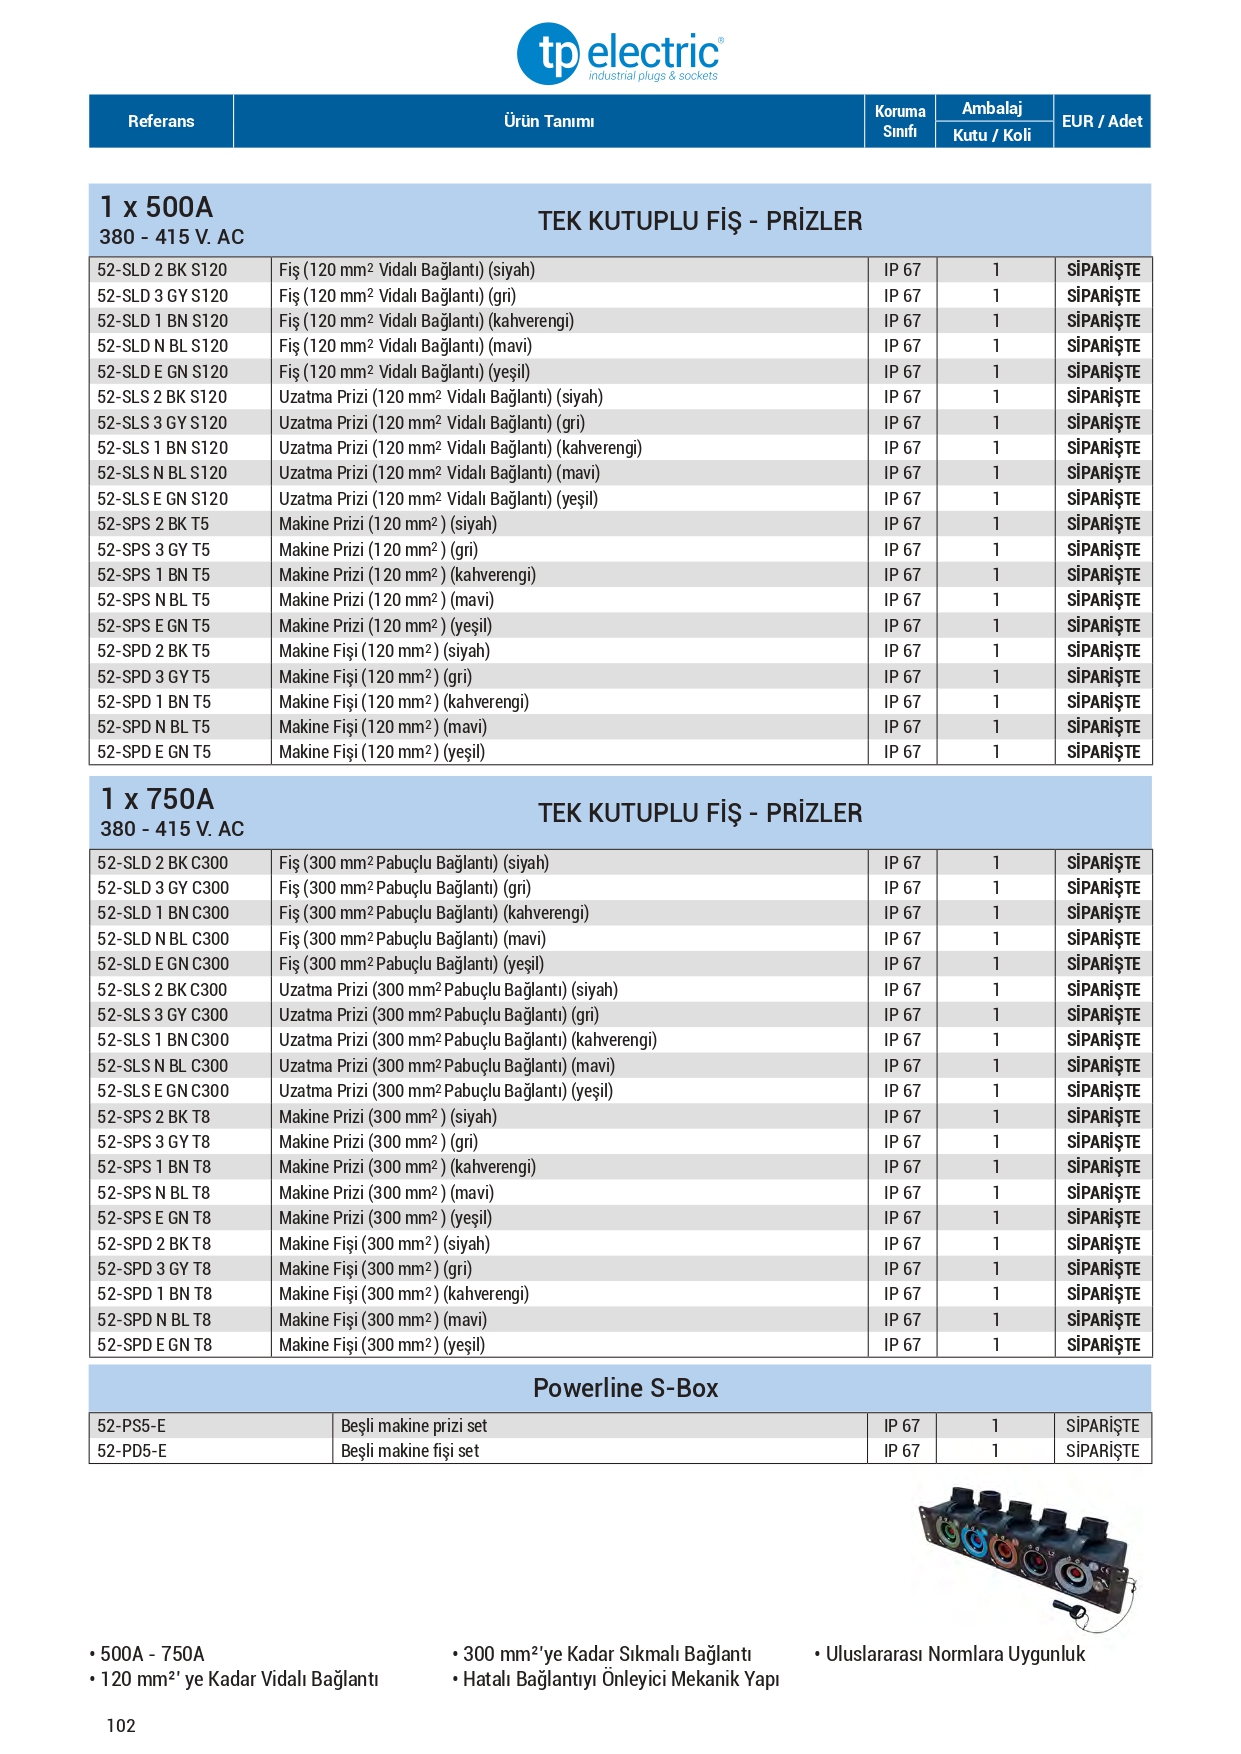 tp electric®
industrial plugs & sockets
Referans Ürün Tanımı Koruma Sınıfı Ambalaj Kutu / Koli EUR / Adet
1 x 500A
380 - 415 V. AC
TEK KUTUPLU FİŞ - PRİZLER
52-SLD 2 BK S120 Fiş (120 mm² Vidalı Bağlantı) (siyah) IP 67 1 SİPARİŞTE
52-SLD 3 GY S120 Fiş (120 mm² Vidalı Bağlantı) (gri) IP 67 1 SİPARİŞTE
52-SLD 1 BN S120 Fiş (120 mm² Vidalı Bağlantı) (kahverengi) IP 67 1 SİPARİŞTE
52-SLD N BL S120 Fiş (120 mm² Vidalı Bağlantı) (mavi) IP 67 1 SİPARİŞTE
52-SLD E GN S120 Fiş (120 mm² Vidalı Bağlantı) (yeşil) IP 67 1 SİPARİŞTE
52-SLS 2 BK S120 Uzatma Prizi (120 mm² Vidalı Bağlantı) (siyah) IP 67 1 SİPARİŞTE
52-SLS 3 GY S120 Uzatma Prizi (120 mm² Vidalı Bağlantı) (gri) IP 67 1 SİPARİŞTE
52-SLS 1 BN S120 Uzatma Prizi (120 mm² Vidalı Bağlantı) (kahverengi) IP 67 1 SİPARİŞTE
52-SLS N BL S120 Uzatma Prizi (120 mm² Vidalı Bağlantı) (mavi) IP 67 1 SİPARİŞTE
52-SLS E GN S120 Uzatma Prizi (120 mm² Vidalı Bağlantı) (yeşil) IP 67 1 SİPARİŞTE
52-SPS 2 BK T5 Makine Prizi (120 mm² ) (siyah) IP 67 1 SİPARİŞTE
52-SPS 3 GY T5 Makine Prizi (120 mm² ) (gri) IP 67 1 SİPARİŞTE
52-SPS 1 BN T5 Makine Prizi (120 mm² ) (kahverengi) IP 67 1 SİPARİŞTE
52-SPS N BL T5 Makine Prizi (120 mm² ) (mavi) IP 67 1 SİPARİŞTE
52-SPS E GN T5 Makine Prizi (120 mm² ) (yeşil) IP 67 1 SİPARİŞTE
52-SPD 2 BK T5 Makine Fişi (120 mm² ) (siyah) IP 67 1 SİPARİŞTE
52-SPD 3 GY T5 Makine Fişi (120 mm² ) (gri) IP 67 1 SİPARİŞTE
52-SPD 1 BN T5 Makine Fişi (120 mm² ) (kahverengi) IP 67 1 SİPARİŞTE
52-SPD N BL T5 Makine Fişi (120 mm² ) (mavi) IP 67 1 SİPARİŞTE
52-SPD E GN T5 Makine Fişi (120 mm² ) (yeşil) IP 67 1 SİPARİŞTE
1 x 750A
380 - 415 V. AC
TEK KUTUPLU FİŞ - PRİZLER
52-SLD 2 BK C300 Fiş (300 mm² Pabuçlu Bağlantı) (siyah) IP 67 1 SİPARİŞTE
52-SLD 3 GY C300 Fiş (300 mm² Pabuçlu Bağlantı) (gri) IP 67 1 SİPARİŞTE
52-SLD 1 BN C300 Fiş (300 mm² Pabuçlu Bağlantı) (kahverengi) IP 67 1 SİPARİŞTE
52-SLD N BL C300 Fiş (300 mm² Pabuçlu Bağlantı) (mavi) IP 67 1 SİPARİŞTE
52-SLD E GN C300 Fiş (300 mm² Pabuçlu Bağlantı) (yeşil) IP 67 1 SİPARİŞTE
52-SLS 2 BK C300 Uzatma Prizi (300 mm² Pabuçlu Bağlantı) (siyah) IP 67 1 SİPARİŞTE
52-SLS 3 GY C300 Uzatma Prizi (300 mm² Pabuçlu Bağlantı) (gri) IP 67 1 SİPARİŞTE
52-SLS 1 BN C300 Uzatma Prizi (300 mm² Pabuçlu Bağlantı) (kahverengi) IP 67 1 SİPARİŞTE
52-SLS N BL C300 Uzatma Prizi (300 mm² Pabuçlu Bağlantı) (mavi) IP 67 1 SİPARİŞTE
52-SLS E GN C300 Uzatma Prizi (300 mm² Pabuçlu Bağlantı) (yeşil) IP 67 1 SİPARİŞTE
52-SPS 2 BK T8 Makine Prizi (300 mm² ) (siyah) IP 67 1 SİPARİŞTE
52-SPS 3 GY T8 Makine Prizi (300 mm² ) (gri) IP 67 1 SİPARİŞTE
52-SPS 1 BN T8 Makine Prizi (300 mm² ) (kahverengi) IP 67 1 SİPARİŞTE
52-SPS N BL T8 Makine Prizi (300 mm² ) (mavi) IP 67 1 SİPARİŞTE
52-SPS E GN T8 Makine Prizi (300 mm² ) (yeşil) IP 67 1 SİPARİŞTE
52-SPD 2 BK T8 Makine Fişi (300 mm² ) (siyah) IP 67 1 SİPARİŞTE
52-SPD 3 GY T8 Makine Fişi (300 mm² ) (gri) IP 67 1 SİPARİŞTE
52-SPD 1 BN T8 Makine Fişi (300 mm² ) (kahverengi) IP 67 1 SİPARİŞTE
52-SPD N BL T8 Makine Fişi (300 mm² ) (mavi) IP 67 1 SİPARİŞTE
52-SPD E GN T8 Makine Fişi (300 mm² ) (yeşil) IP 67 1 SİPARİŞTE
Powerline S-Box
52-PS5-E Beşli makine prizi set IP 67 1 SİPARİŞTE
52-PD5-E Beşli makine fişi set IP 67 1 SİPARİŞTE
• 500A - 750A
• 120 mm²' ye Kadar Vidalı Bağlantı
• 300 mm²'ye Kadar Sıkmalı Bağlantı
• Hatalı Bağlantıyı Önleyici Mekanik Yapı
• Uluslararası Normlara Uygunluk
102